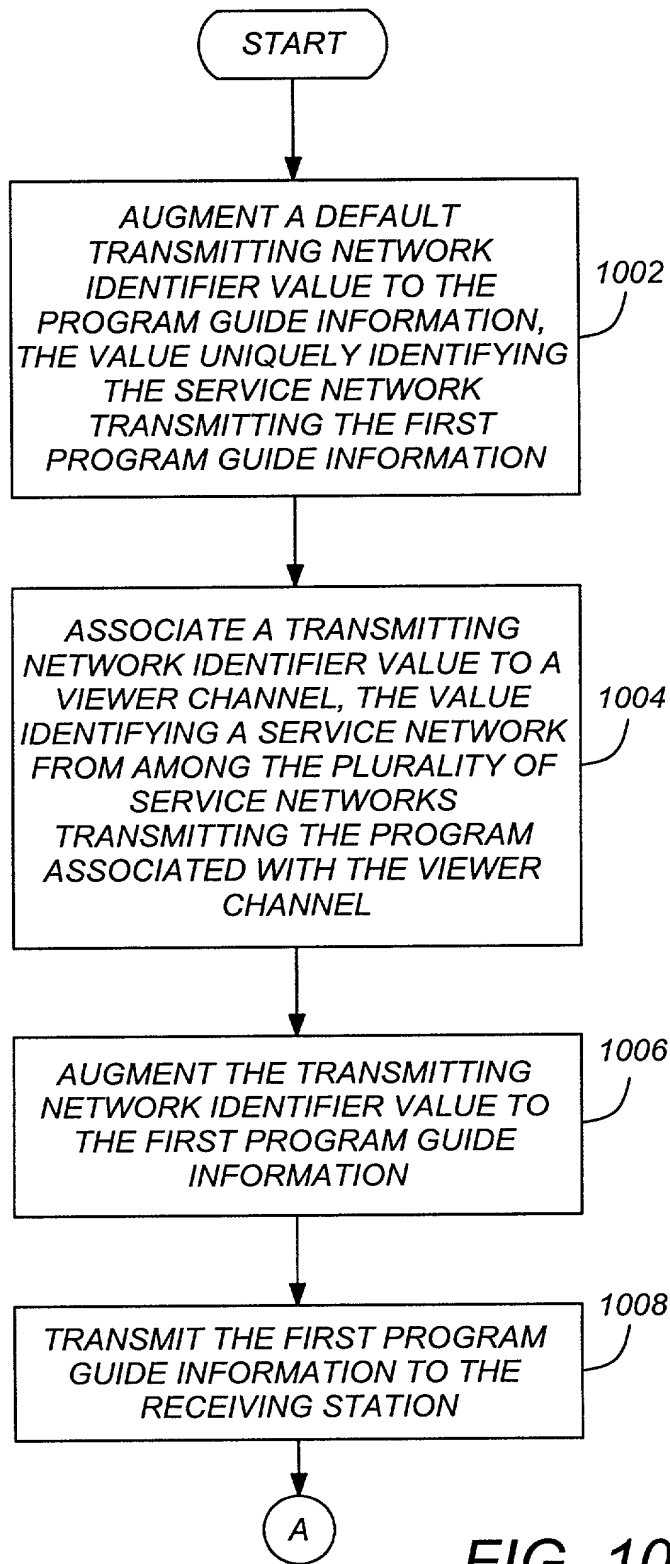 START
AUGMENT A DEFAULT
TRANSMITTING NETWORK
IDENTIFIER VALUE TO THE
PROGRAM GUIDE INFORMATION,
THE VALUE UNIQUELY IDENTIFYING
THE SERVICE NETWORK
TRANSMITTING THE FIRST
PROGRAM GUIDE INFORMATION
1002
ASSOCIATE A TRANSMITTING
NETWORK IDENTIFIER VALUE TO A
VIEWER CHANNEL, THE VALUE
IDENTIFYING A SERVICE NETWORK
FROM AMONG THE PLURALITY OF
SERVICE NETWORKS
TRANSMITTING THE PROGRAM
ASSOCIATED WITH THE VIEWER
CHANNEL
1004
AUGMENT THE TRANSMITTING
NETWORK IDENTIFIER VALUE TO
THE FIRST PROGRAM GUIDE
INFORMATION
1006
TRANSMIT THE FIRST PROGRAM
GUIDE INFORMATION TO THE
RECEIVING STATION
1008
A
FIG. 10